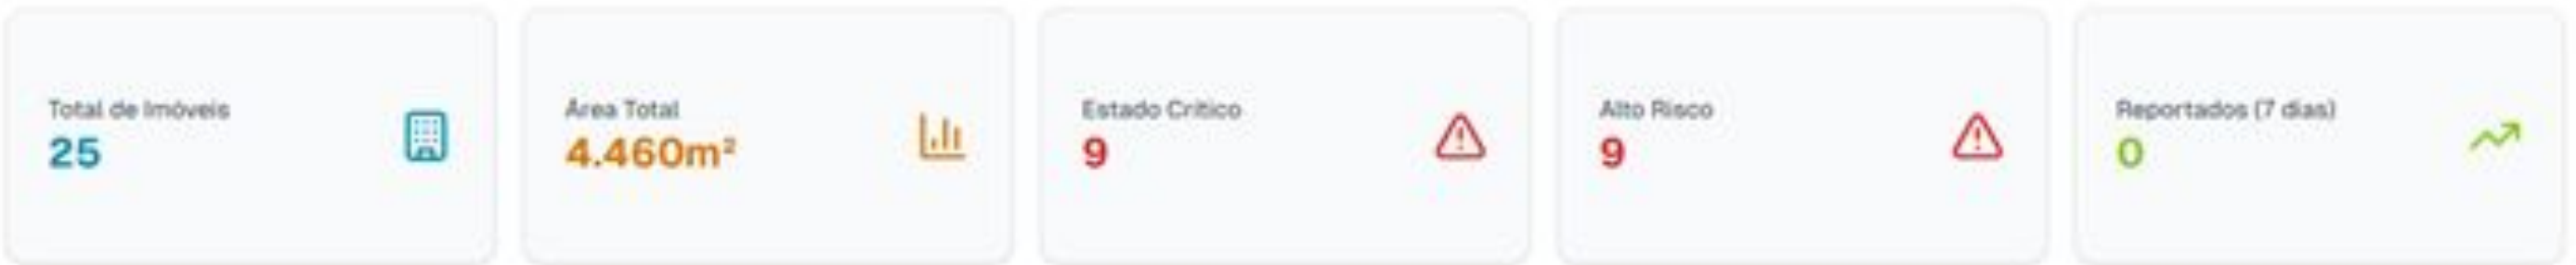 Total de Imóveis
25
Área Total
4.460m²
Estado Crítico
9
Alto Risco
9
Reportados (7 dias)
0